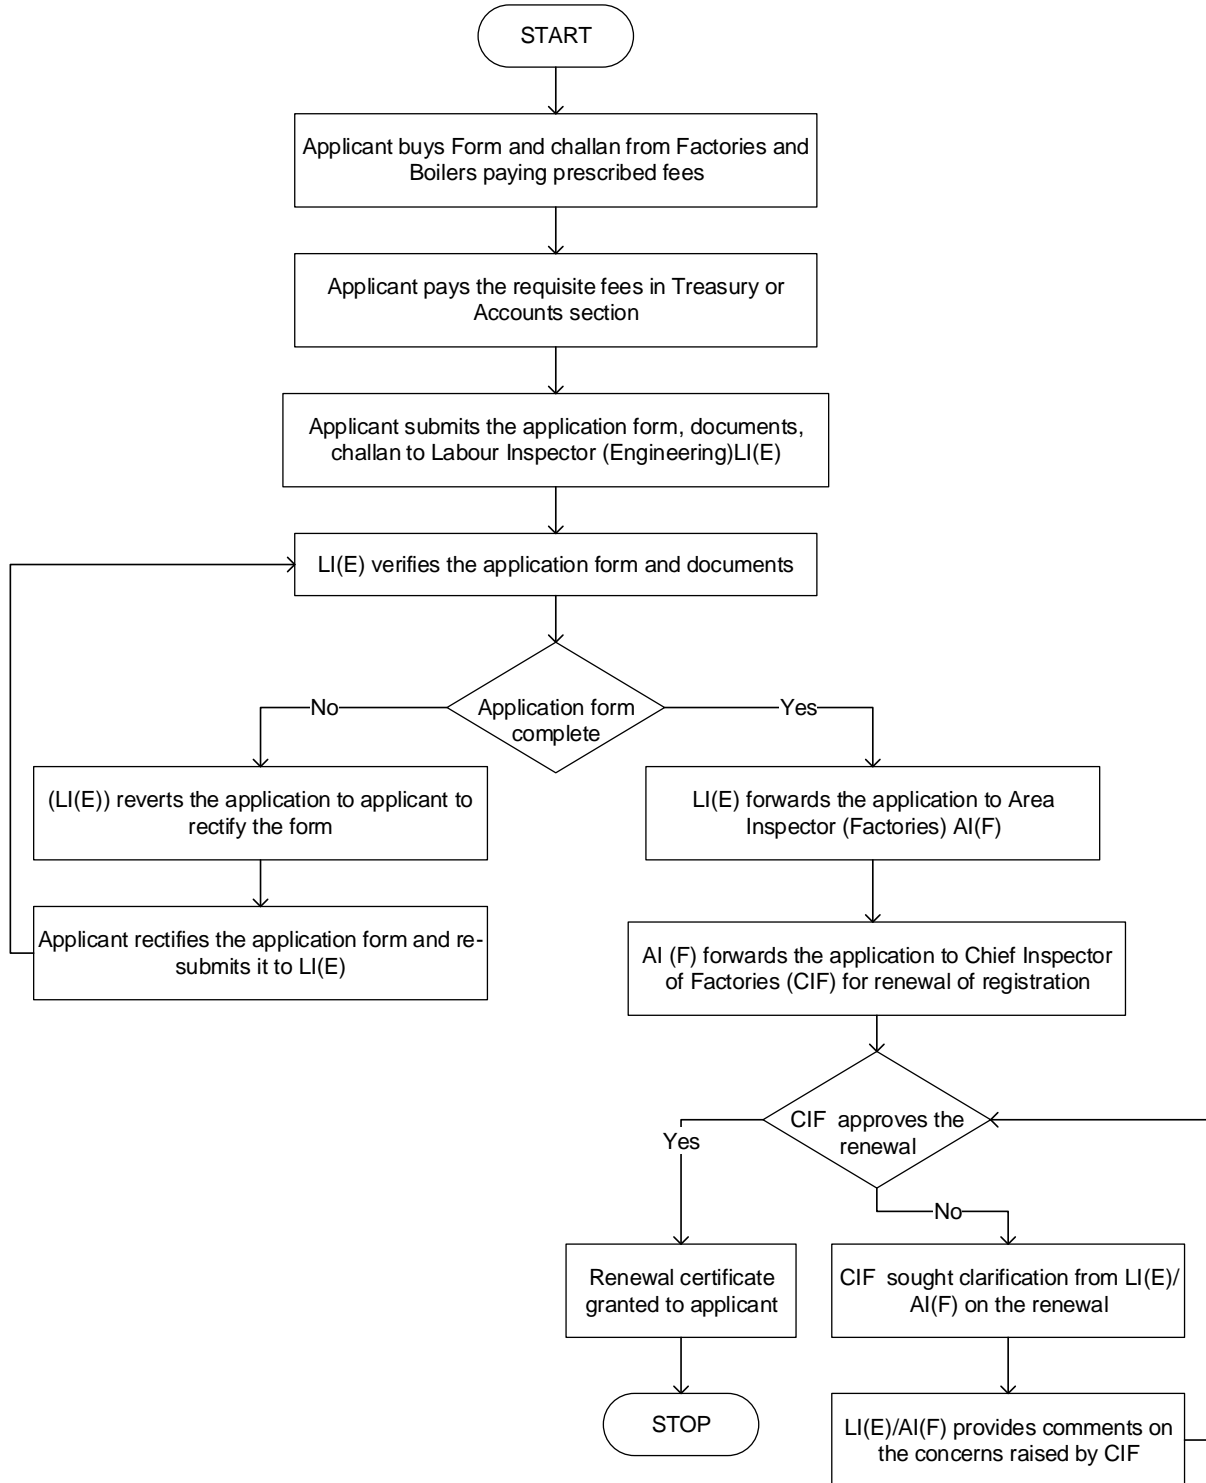 START
Applicant buys Form and challan from Factories and
Boilers paying prescribed fees
Applicant pays the requisite fees in Treasury or
Accounts section
Applicant submits the application form, documents,
challan to Labour Inspector (Engineering)LI(E)
LI(E) verifies the application form and documents
Application form
complete
No
Yes
(LI(E)) reverts the application to applicant to
rectify the form
LI(E) forwards the application to Area
Inspector (Factories) AI(F)
Applicant rectifies the application form and re-
submits it to LI(E)
AI (F) forwards the application to Chief Inspector
of Factories (CIF) for renewal of registration
CIF approves the
renewal
Yes
No
Renewal certificate
granted to applicant
CIF sought clarification from LI(E)/
AI(F) on the renewal
STOP
LI(E)/AI(F) provides comments on
the concerns raised by CIF